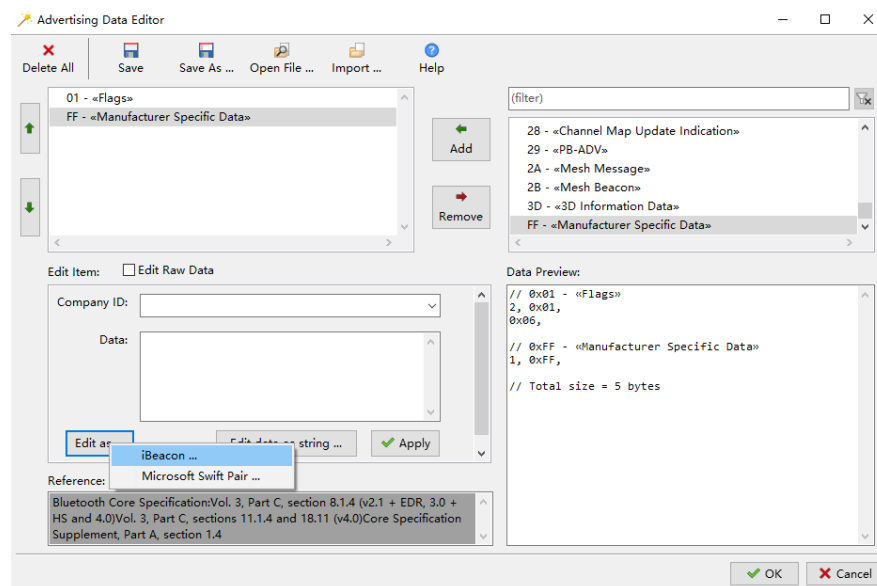 Advertising Data Editor
Delete All
Save
Save As ...
Open File ...
Import ...
Help
01 - «Flags»
FF - «Manufacturer Specific Data»
Add
Remove
(filter)
28 - «Channel Map Update Indication»
29 - «PB-ADV»
2A - «Mesh Message»
2B - «Mesh Beacon»
3D - «3D Information Data»
FF - «Manufacturer Specific Data»
Edit Item:
Edit Raw Data
Company ID:
Data:
Edit as
string ...
Apply
iBeacon ...
Microsoft Swift Pair ...
Reference:
Bluetooth Core Specification:Vol. 3, Part C, section 8.1.4 (v2.1 + EDR, 3.0 +
HS and 4.0)Vol. 3, Part C, sections 11.1.4 and 18.11 (v4.0)Core Specification
Supplement, Part A, section 1.4
Data Preview:
// 0x01 - «Flags»
2, 0x01,
0x06,
// 0xFF - «Manufacturer Specific Data»
1, 0xFF,
// Total size = 5 bytes
OK
Cancel